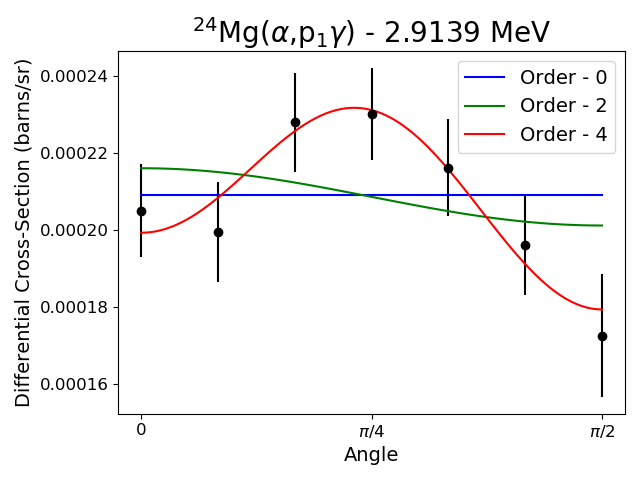 ²⁴Mg(α,p₁γ) - 2.9139 MeV
Order - 0
Order - 2
Order - 4
Differential Cross-Section (barns/sr)
0.00024
0.00022
0.00020
0.00018
0.00016
0
π/4
π/2
Angle